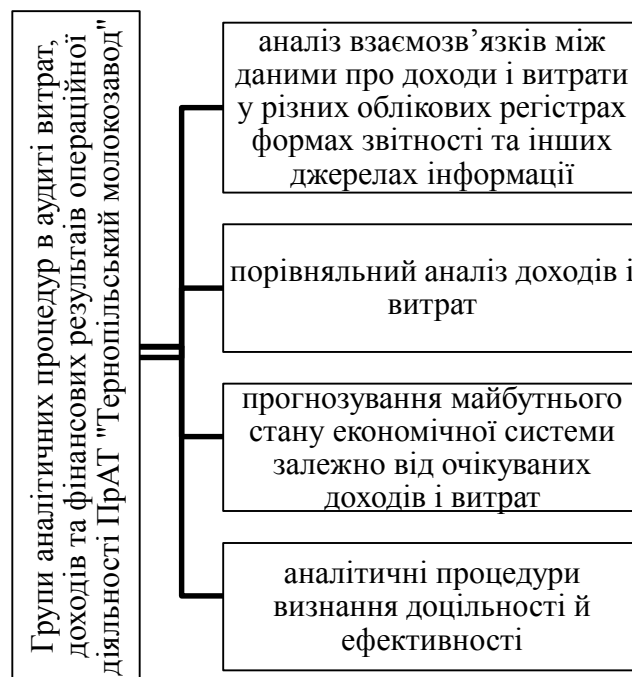 Групи аналітичних процедур в аудиті витрат,
доходів та фінансових результаів операційної
діяльності ПрАТ "Тернопільський молокозавод"
аналіз взаємозв’язків між
даними про доходи і витрати
у різних облікових регістрах
формах звітності та інших
джерелах інформації
порівняльний аналіз доходів і
витрат
прогнозування майбутнього
стану економічної системи
залежно від очікуваних
доходів і витрат
аналітичні процедури
визнання доцільності й
ефективності